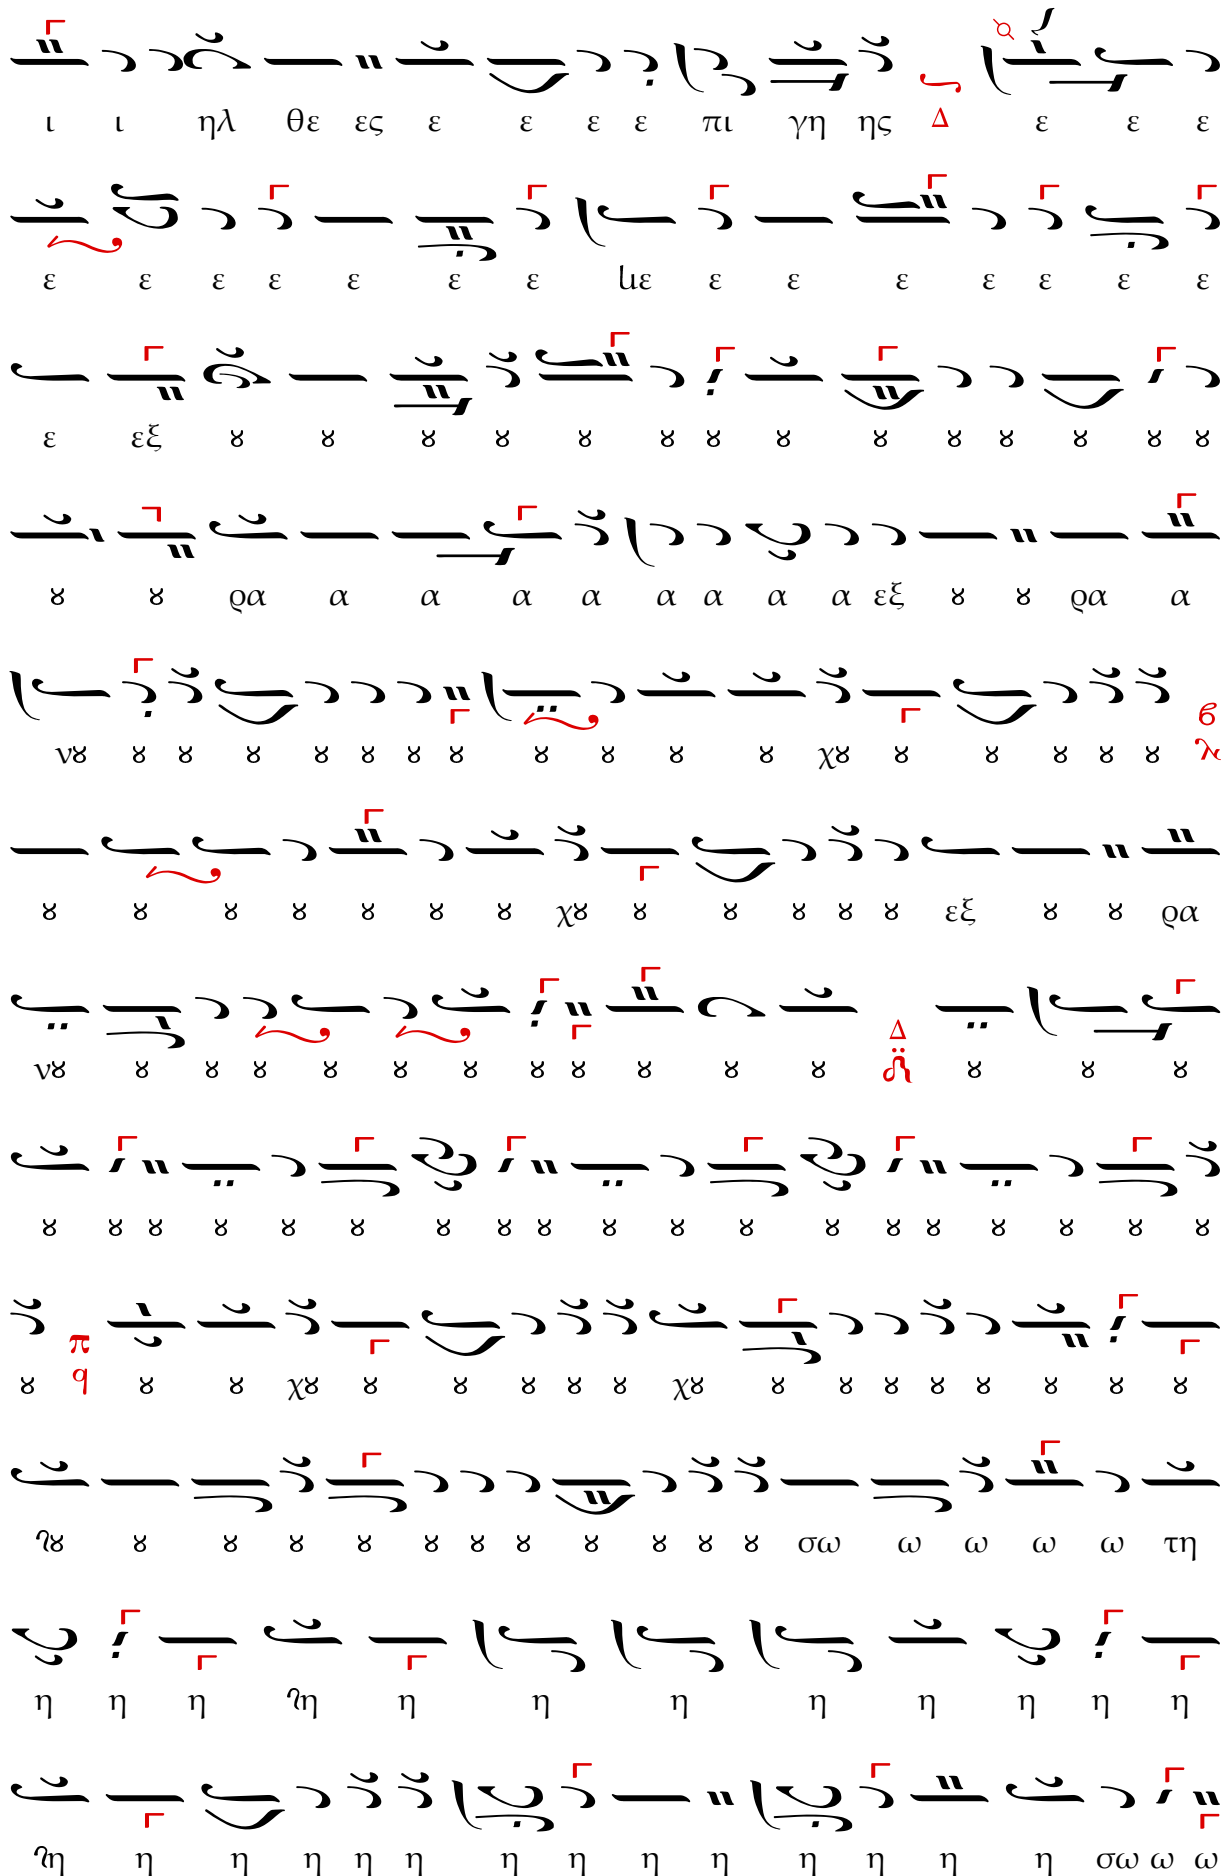 ι ι ηλ θε ες ε ε ε ε πι γη ης Δ ε ε ε
ε ε ε ε ε ε ε με ε ε ε ε ε ε ε
ε εξ ȣ ȣ ȣ ȣ ȣ ȣ ȣ ȣ ȣ ȣ ȣ ȣ ȣ ȣ
ȣ ȣ ρα α α α α α α α α εξ ȣ ȣ ρα α
νȣ ȣ ȣ ȣ ȣ ȣ ȣ ȣ ȣ ȣ ȣ ȣ χȣ ȣ ȣ ȣ ȣ ȣ
ȣ ȣ ȣ ȣ ȣ ȣ ȣ χȣ ȣ ȣ ȣ ȣ ȣ εξ ȣ ȣ ρα
νȣ ȣ ȣ ȣ ȣ ȣ ȣ ȣ ȣ ȣ ȣ Δ ȣ ȣ ȣ
ȣ ȣ ȣ ȣ ȣ ȣ ȣ ȣ ȣ ȣ ȣ ȣ ȣ ȣ ȣ ȣ ȣ ȣ ȣ
ȣ π q ȣ ȣ χȣ ȣ ȣ ȣ ȣ ȣ χȣ ȣ ȣ ȣ ȣ ȣ ȣ ȣ ȣ
ȣ ȣ ȣ ȣ ȣ ȣ ȣ ȣ ȣ ȣ ȣ σω ω ω ω ω τη
η η η η η η η η η η η η
η η η η η η η η η η η η η σω ω ω